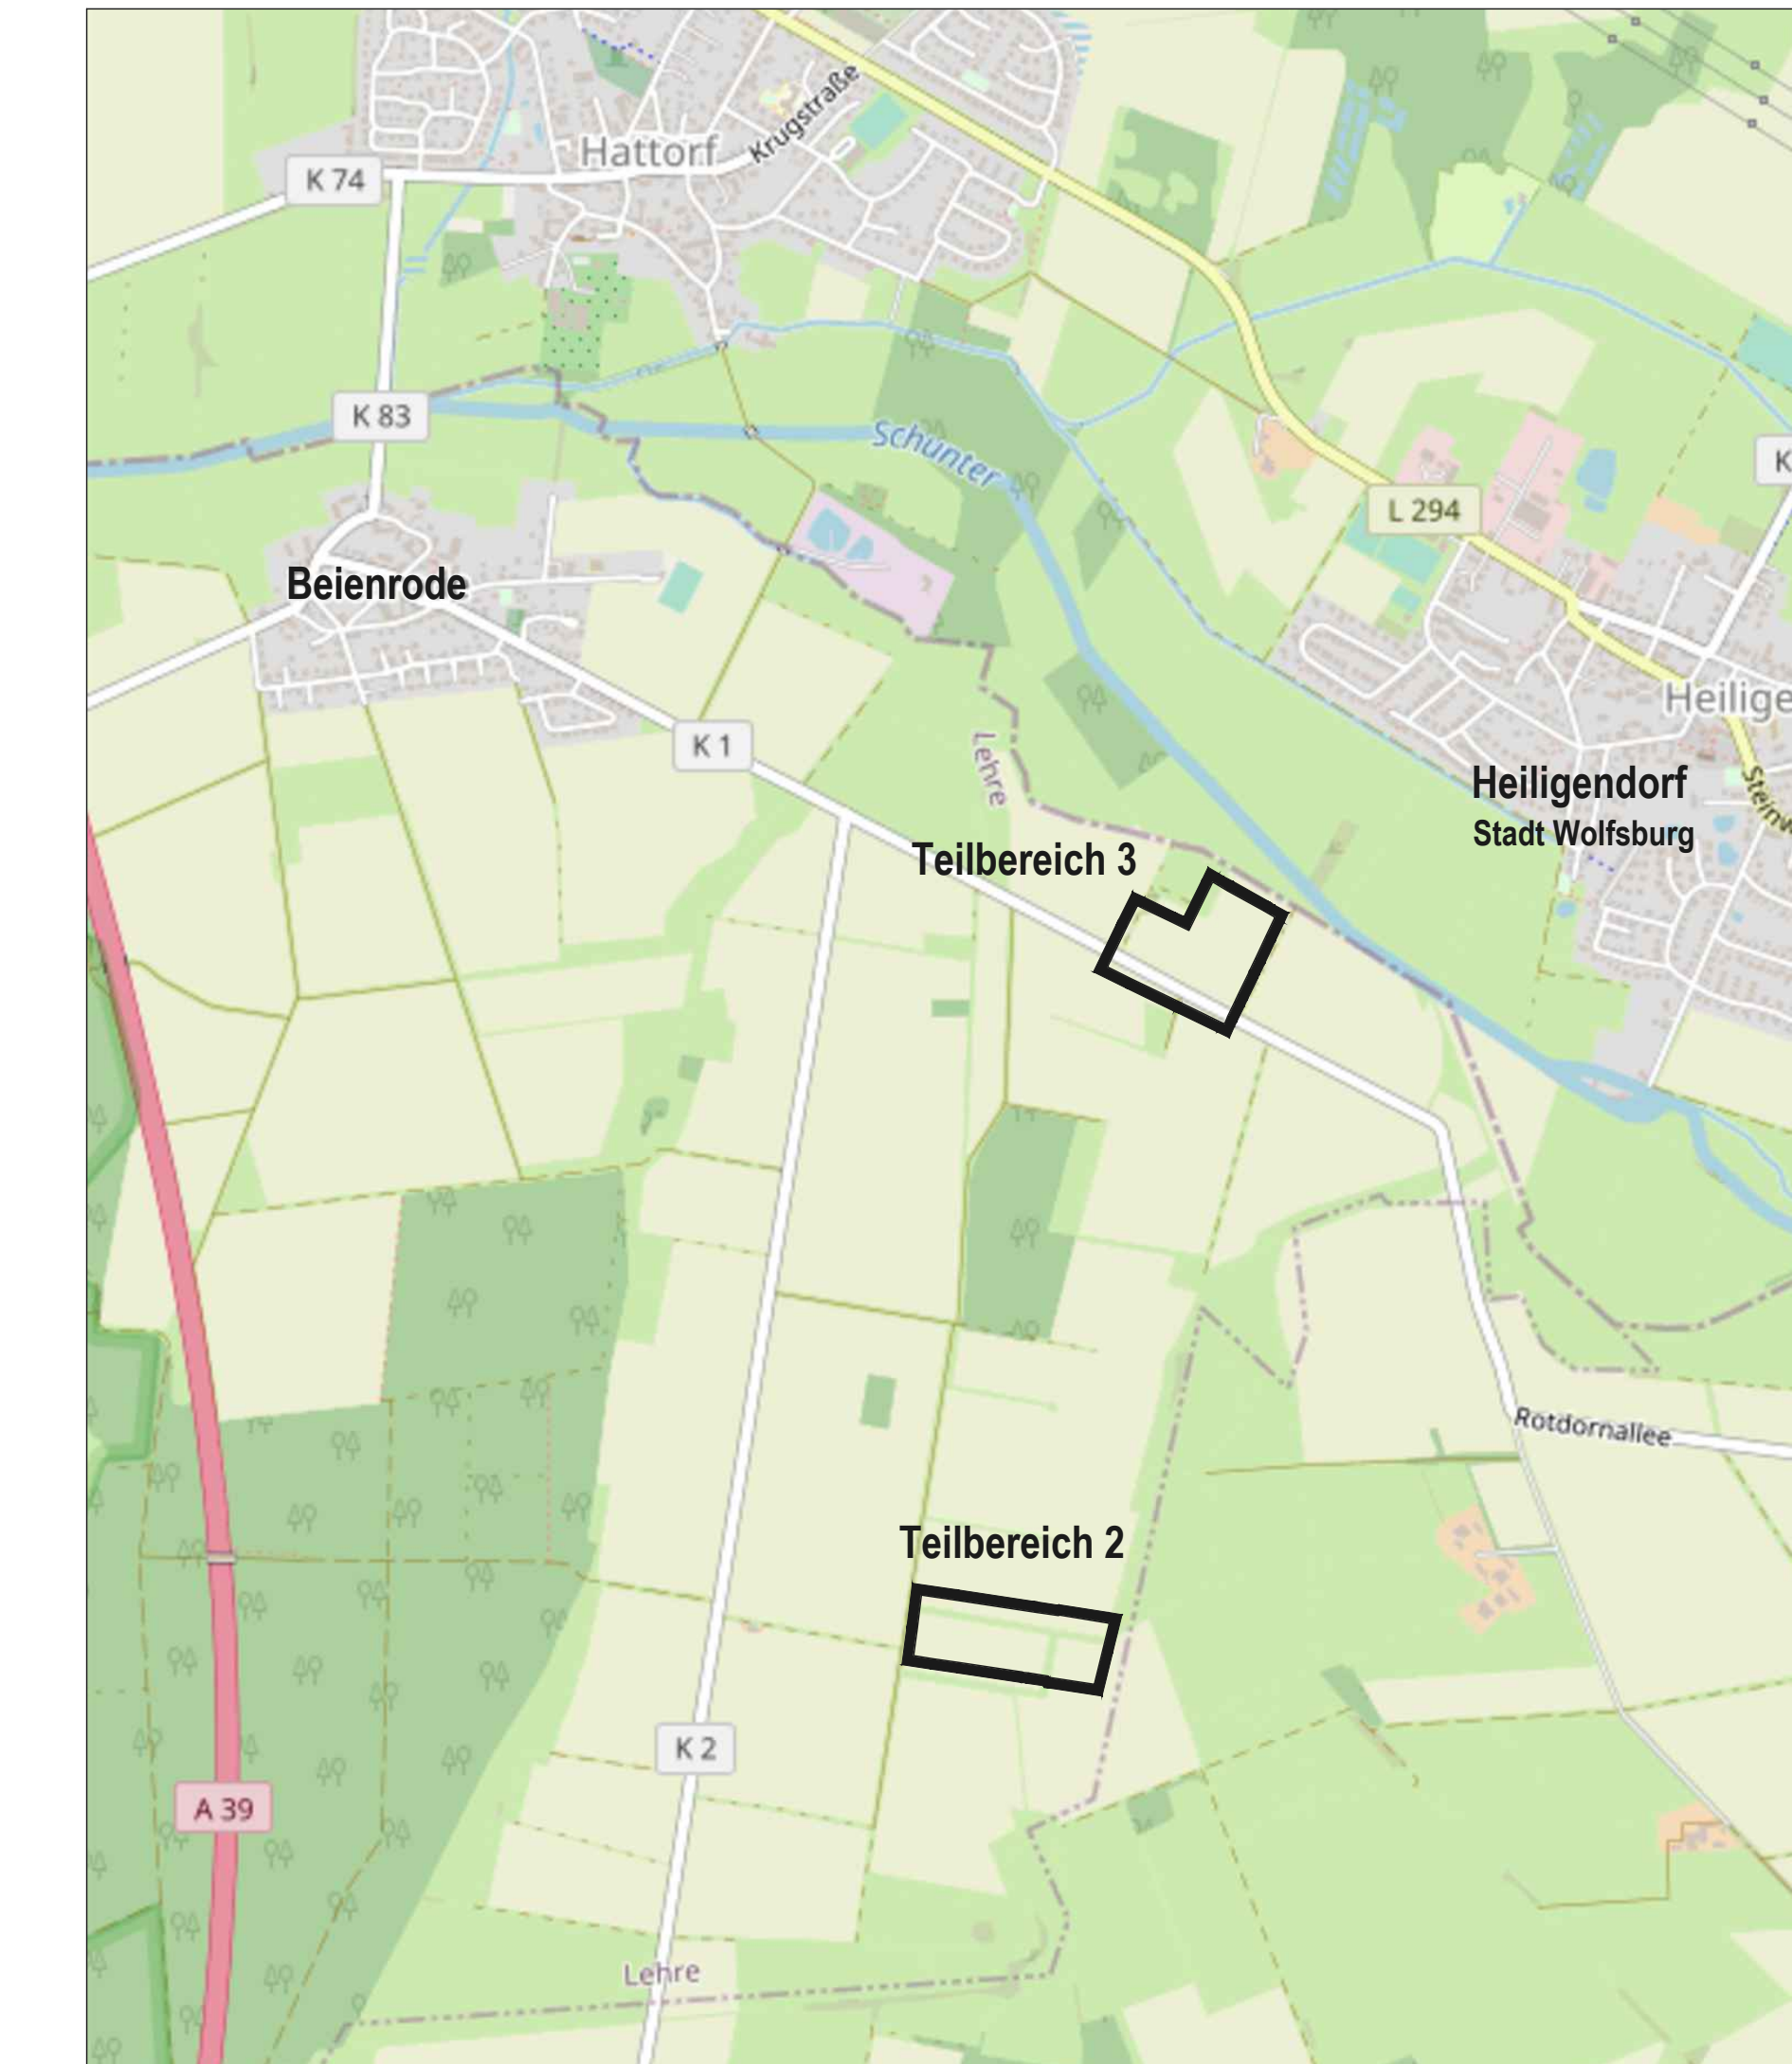 Krugstraße
Hattorf
K 74
K 83
Schunter
L 294
Beienrode
Heilige
K 1
Lehre
Heiligendorf
Stadt Wolfsburg
Teilbereich 3
Rotdornallee
Teilbereich 2
K 2
A 39
Lehre